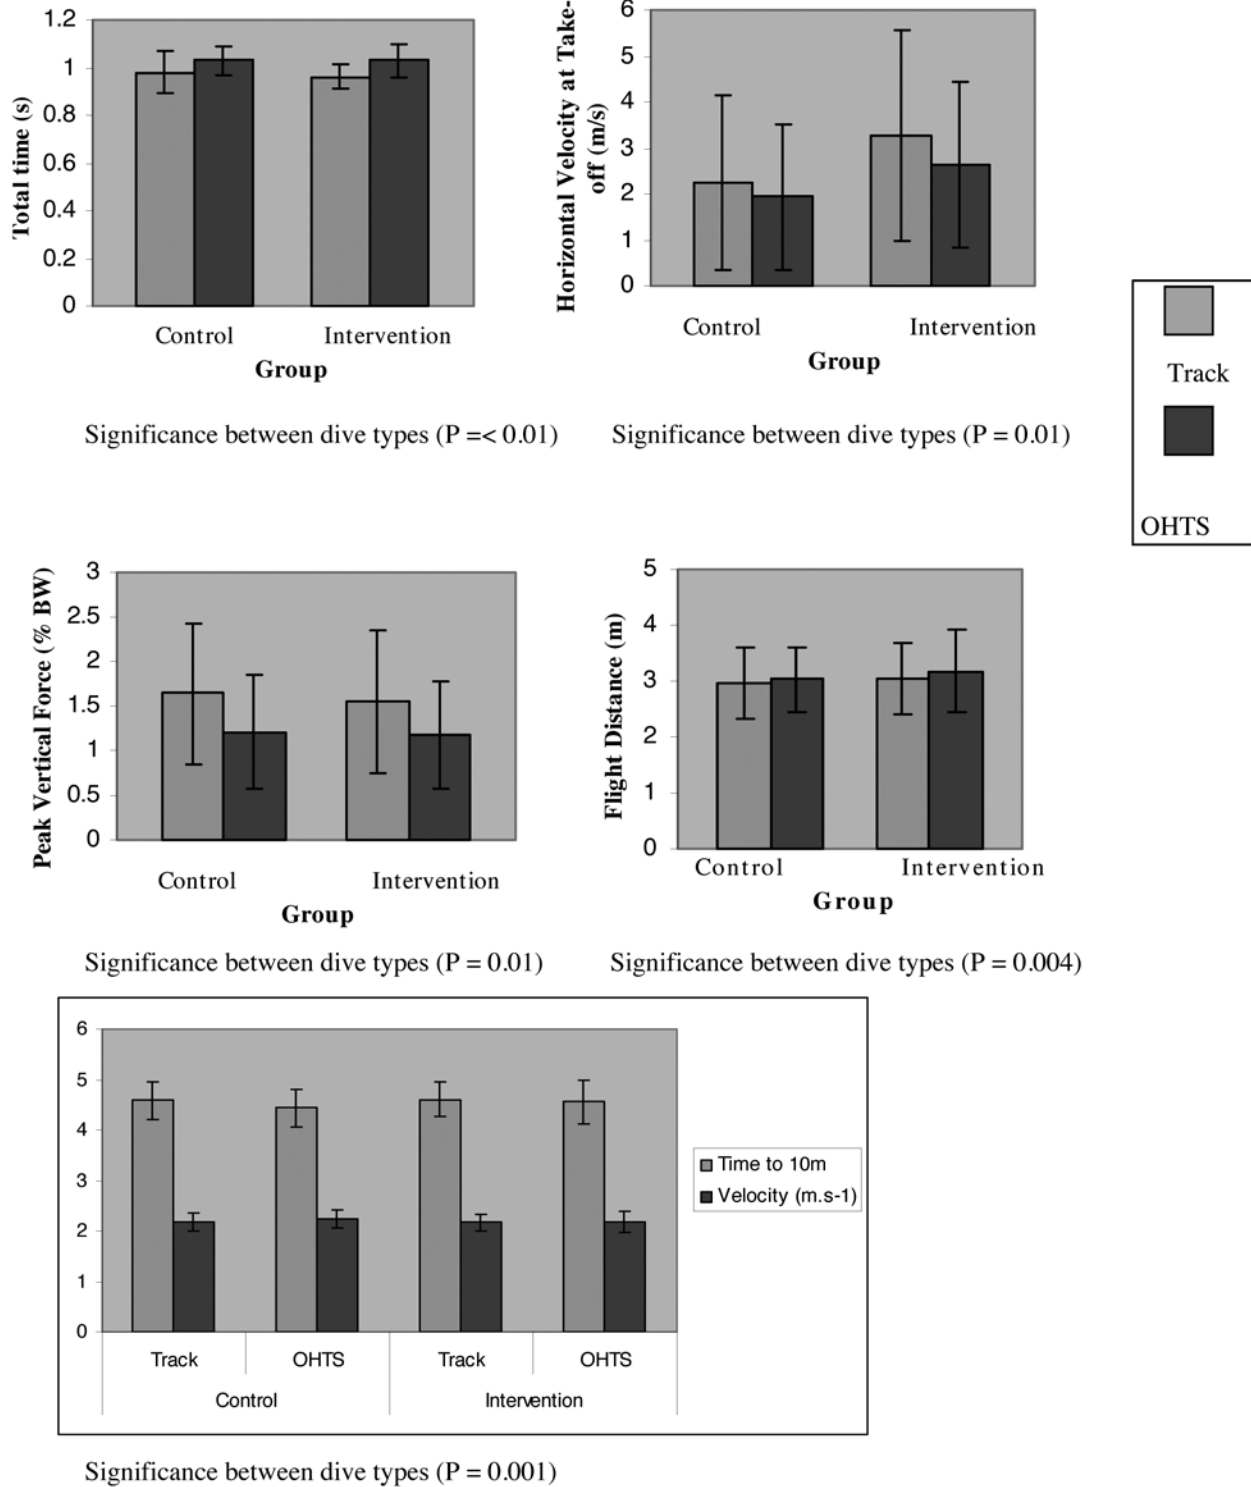 1.2
1
0.8
0.6
0.4
0.2
0
Total time (s)
Control Intervention
Group
Significance between dive types (P =< 0.01)
6
5
4
3
2
1
0
Horizontal Velocity at Take-
off (m/s)
Control Intervention
Group
Significance between dive types (P = 0.01)
Track
OHTS
3
2.5
2
1.5
1
0.5
0
Peak Vertical Force (% BW)
Control Intervention
Group
Significance between dive types (P = 0.01)
5
4
3
2
1
0
Flight Distance (m)
Control Intervention
Group
Significance between dive types (P = 0.004)
6
5
4
3
2
1
0
Track OHTS Track OHTS
Control Intervention
Time to 10m
Velocity (m.s-1)
Significance between dive types (P = 0.001)